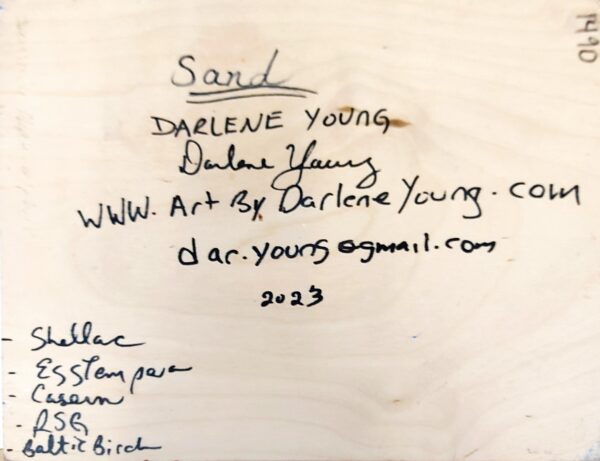 1490
Sand
DARLENE YOUNG
Darlene Young
WWW. Art By Darlene Young. com
dar.young@gmail.com
2023
- Shellac
- Egg Tempara
- Casein
- RSG
- Baltic Birch